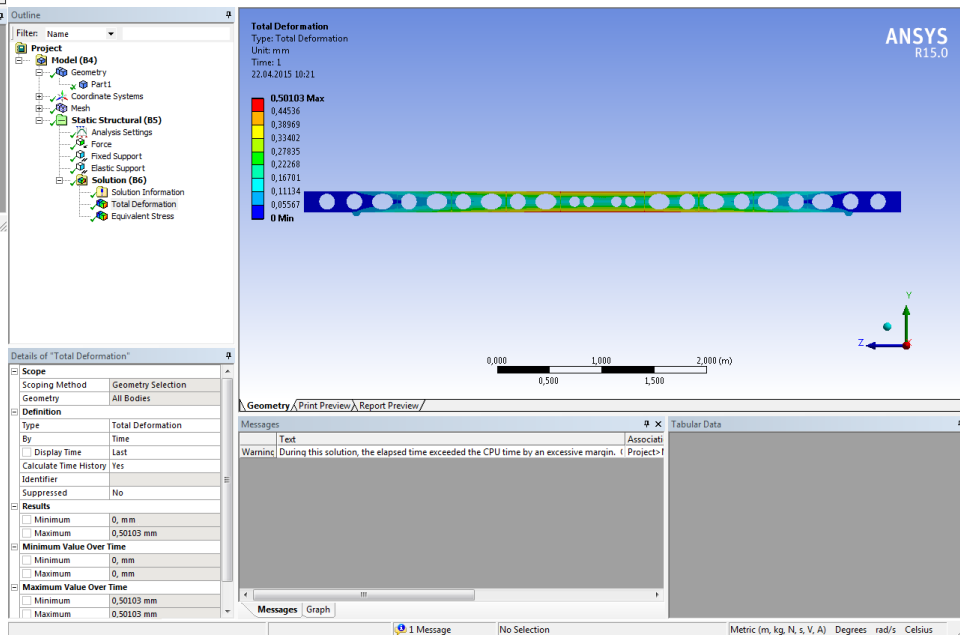 Outline
Filter: Name
Project
Model (B4)
Geometry
Part1
Coordinate Systems
Mesh
Static Structural (B5)
Analysis Settings
Force
Fixed Support
Elastic Support
Solution (B6)
Solution Information
Total Deformation
Equivalent Stress
Details of "Total Deformation"
Scope
Scoping Method Geometry Selection
Geometry All Bodies
Definition
Type Total Deformation
By Time
Display Time Last
Calculate Time History Yes
Identifier
Suppressed No
Results
Minimum 0, mm
Maximum 0,50103 mm
Minimum Value Over Time
Minimum 0, mm
Maximum 0, mm
Maximum Value Over Time
Minimum 0,50103 mm
Maximum 0,50103 mm
Total Deformation
Type: Total Deformation
Unit: mm
Time: 1
22.04.2015 10:21
0,50103 Max
0,44536
0,38969
0,33402
0,27835
0,22268
0,16701
0,11134
0,05567
0 Min
ANSYS
R15.0
Y
Z
0,000 1,000 2,000 (m)
0,500 1,500
Geometry Print Preview Report Preview
Messages
Text Associati
Warninc During this solution, the elapsed time exceeded the CPU time by an excessive margin. ( Project>
Messages Graph
Tabular Data
1 Message No Selection Metric (m, kg, N, s, V, A) Degrees rad/s Celsius